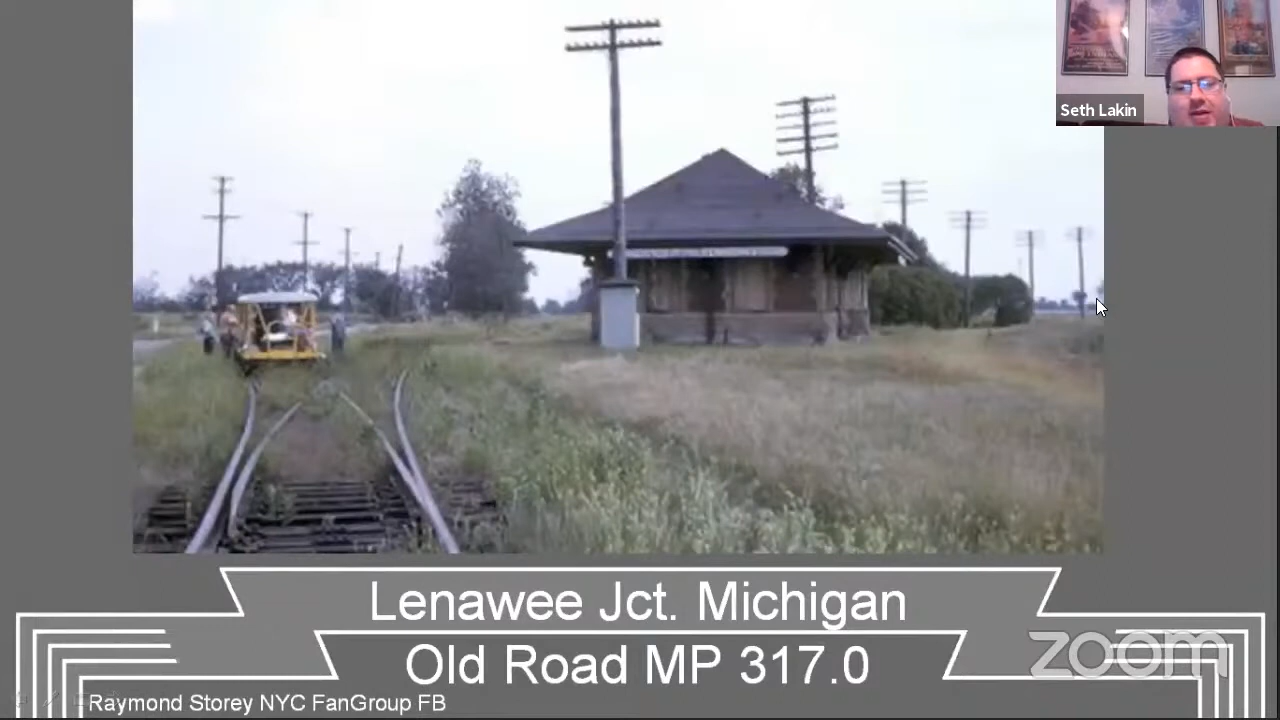 Seth Lakin
Lenawee Jct. Michigan
Old Road MP 317.0
zoom
Raymond Storey NYC FanGroup FB